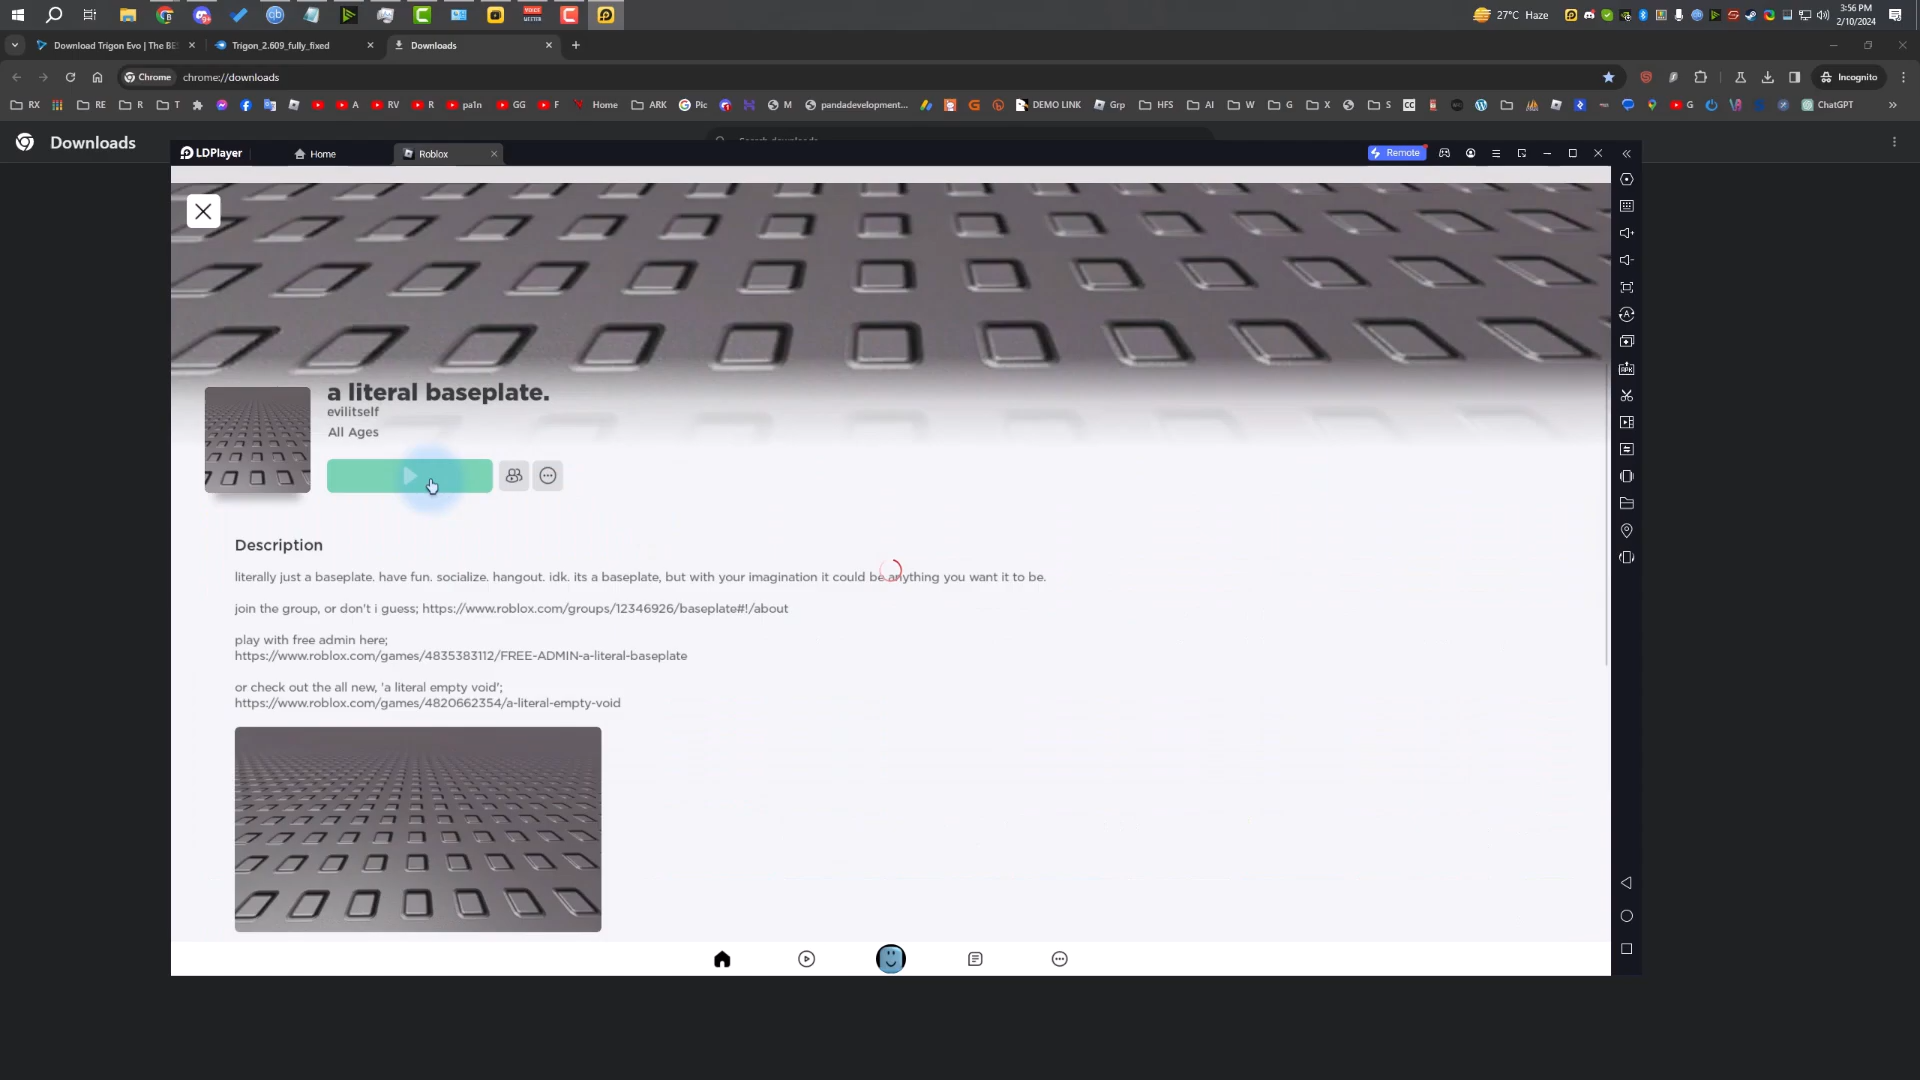 27°C Haze
3:56 PM
2/10/2024
Download Trigon Evo | The BE
Trigon_2.609_fully_fixed
Downloads
Chrome
chrome://downloads
Incognito
RX
RE
R
T
A
RV
R
pa1n
GG
F
Home
ARK
Pic
M
pandadevelopment...
DEMO LINK
Grp
HFS
AI
W
G
X
S
G
ChatGPT
Downloads
Search downloads
LDPlayer
Home
Roblox
Remote
a literal baseplate.
evilitself
All Ages
Description
literally just a baseplate. have fun. socialize. hangout. idk. its a baseplate, but with your imagination it could be anything you want it to be.
join the group, or don't i guess; https://www.roblox.com/groups/12346926/baseplate#!/about
play with free admin here;
https://www.roblox.com/games/4835383112/FREE-ADMIN-a-literal-baseplate
or check out the all new, 'a literal empty void';
https://www.roblox.com/games/4820662354/a-literal-empty-void